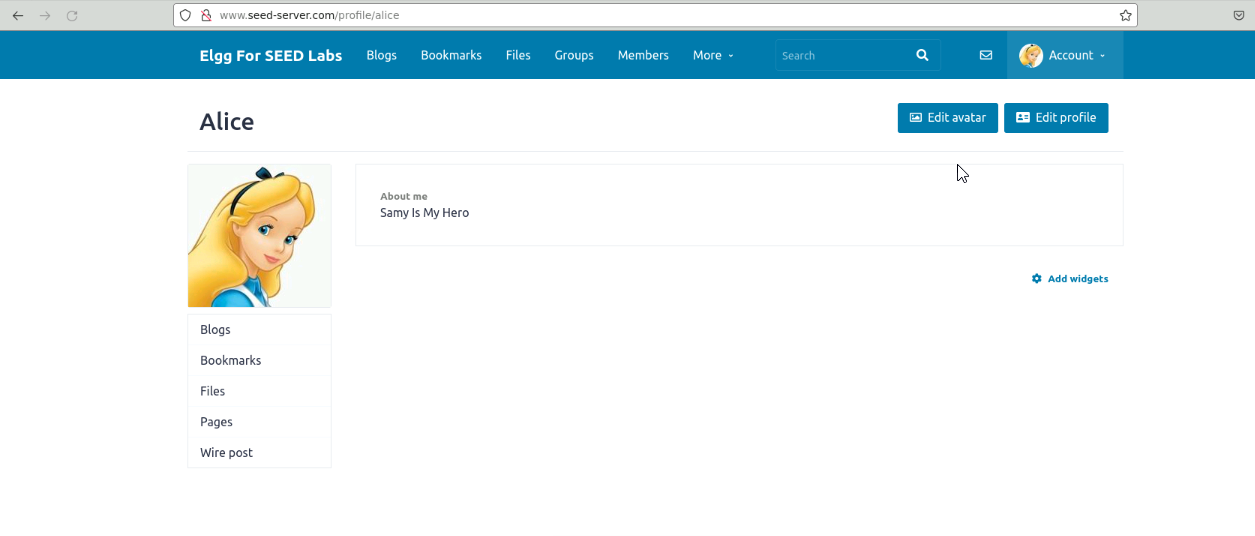 www.seed-server.com/profile/alice
Elgg For SEED Labs Blogs Bookmarks Files Groups Members More Search Account
Alice
Edit avatar Edit profile
About me
Samy Is My Hero
Add widgets
Blogs
Bookmarks
Files
Pages
Wire post